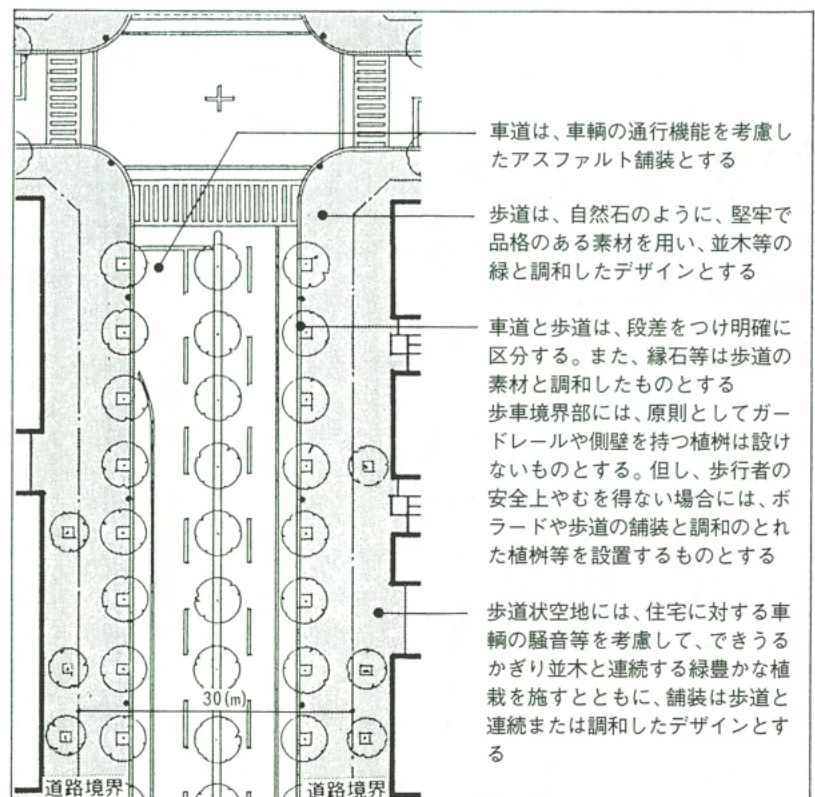 車道は、車輌の通行機能を考慮し
たアスファルト舗装とする
歩道は、自然石のように、堅牢で
品格のある素材を用い、並木等の
緑と調和したデザインとする
車道と歩道は、段差をつけ明確に
区分する。また、縁石等は歩道の
素材と調和したものとする
歩車境界部には、原則としてガー
ドレールや側壁を持つ植桝は設け
ないものとする。但し、歩行者の
安全上やむを得ない場合には、ボ
ラードや歩道の舗装と調和のとれ
た植桝等を設置するものとする
歩道状空地には、住宅に対する車
輌の騒音等を考慮して、できうる
かぎり並木と連続する緑豊かな植
栽を施すとともに、舗装は歩道と
連続または調和したデザインとす
る
30(m)
道路境界
道路境界